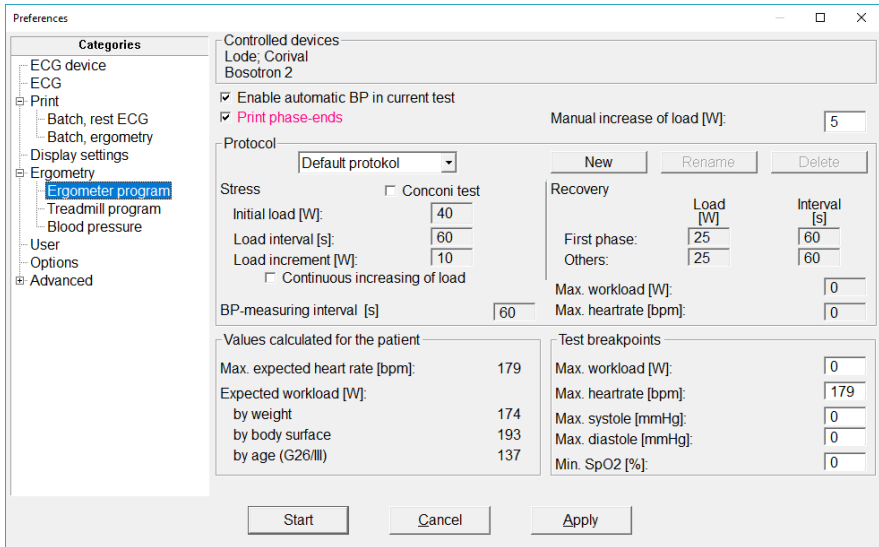 Preferences
Categories
ECG device
ECG
Print
Batch, rest ECG
Batch, ergometry
Display settings
Ergometry
Ergometer program
Treadmill program
Blood pressure
User
Options
Advanced
Controlled devices
Lode; Corival
Bosotron 2
Enable automatic BP in current test
Print phase-ends
Manual increase of load [W]: 5
Protocol
Default protokol
New Rename Delete
Stress
Conconi test
Initial load [W]: 40
Load interval [s]: 60
Load increment [W]: 10
Continuous increasing of load
BP-measuring interval [s] 60
Recovery
Load [W]
Interval [s]
First phase: 25 60
Others: 25 60
Max. workload [W]: 0
Max. heartrate [bpm]: 0
Values calculated for the patient
Max. expected heart rate [bpm]: 179
Expected workload [W]:
by weight 174
by body surface 193
by age (G26/III) 137
Test breakpoints
Max. workload [W]: 0
Max. heartrate [bpm]: 179
Max. systole [mmHg]: 0
Max. diastole [mmHg]: 0
Min. SpO2 [%]: 0
Start Cancel Apply